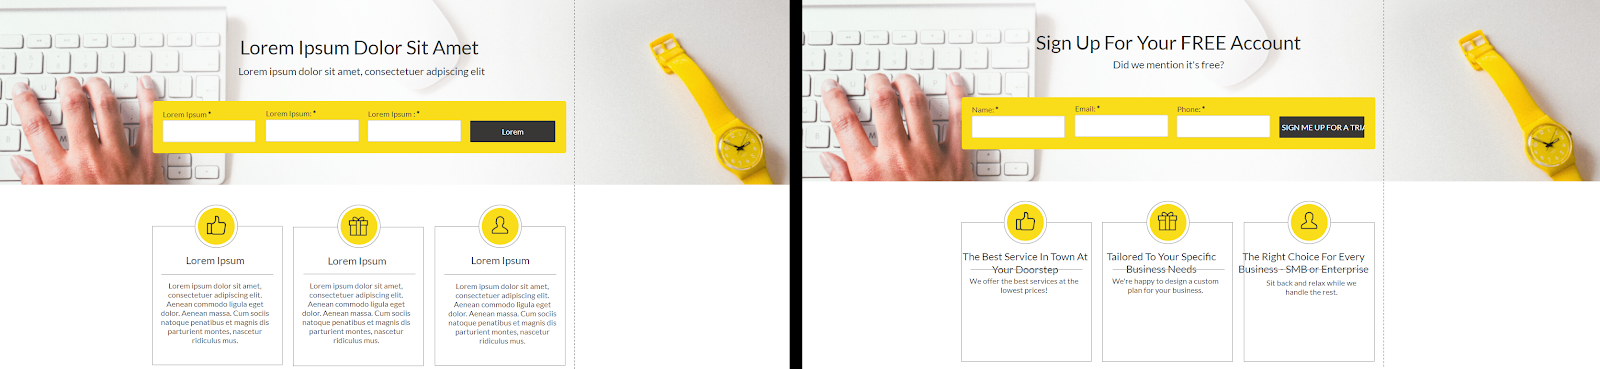 Lorem Ipsum Dolor Sit Amet
Lorem ipsum dolor sit amet, consectetuer adipiscing elit
Lorem Ipsum *
Lorem Ipsum: *
Lorem Ipsum : *
Lorem
Lorem Ipsum
Lorem ipsum dolor sit amet,
consectetuer adipiscing elit.
Aenean commodo ligula eget
dolor. Aenean massa. Cum sociis
natoque penatibus et magnis dis
parturient montes, nascetur
ridiculus mus.
Lorem Ipsum
Lorem ipsum dolor sit amet,
consectetuer adipiscing elit.
Aenean commodo ligula eget
dolor. Aenean massa. Cum sociis
natoque penatibus et magnis dis
parturient montes, nascetur
ridiculus mus.
Lorem Ipsum
Lorem ipsum dolor sit amet,
consectetuer adipiscing elit.
Aenean commodo ligula eget
dolor. Aenean massa. Cum sociis
natoque penatibus et magnis dis
parturient montes, nascetur
ridiculus mus.
Sign Up For Your FREE Account
Did we mention it's free?
Name: *
Email: *
Phone: *
SIGN ME UP FOR A TRIA
The Best Service In Town At
Your Doorstep
We offer the best services at the
lowest prices!
Tailored To Your Specific
Business Needs
We're happy to design a custom
plan for your business.
The Right Choice For Every
Business - SMB or Enterprise
Sit back and relax while we
handle the rest.